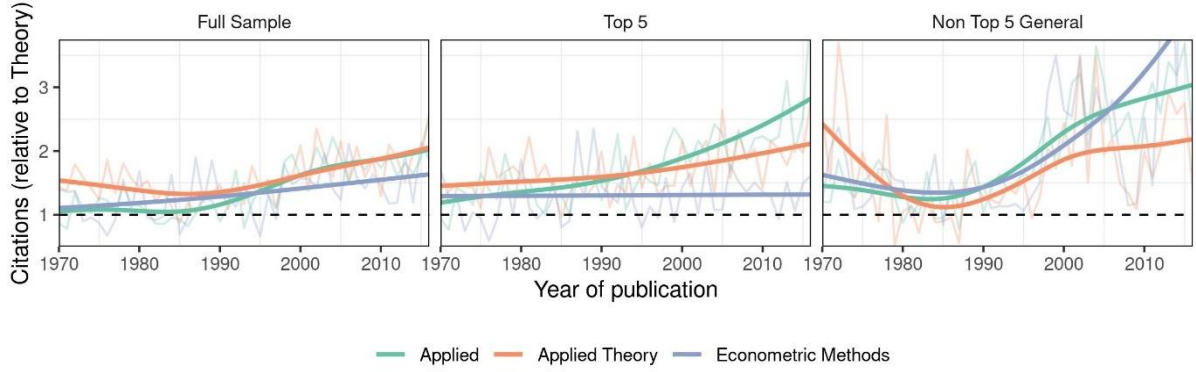 Full Sample
Top 5
Non Top 5 General
Citations (relative to Theory)
3
2
1
1970 1980 1990 2000 2010
1970 1980 1990 2000 2010
1970 1980 1990 2000 2010
Year of publication
Applied
Applied Theory
Econometric Methods